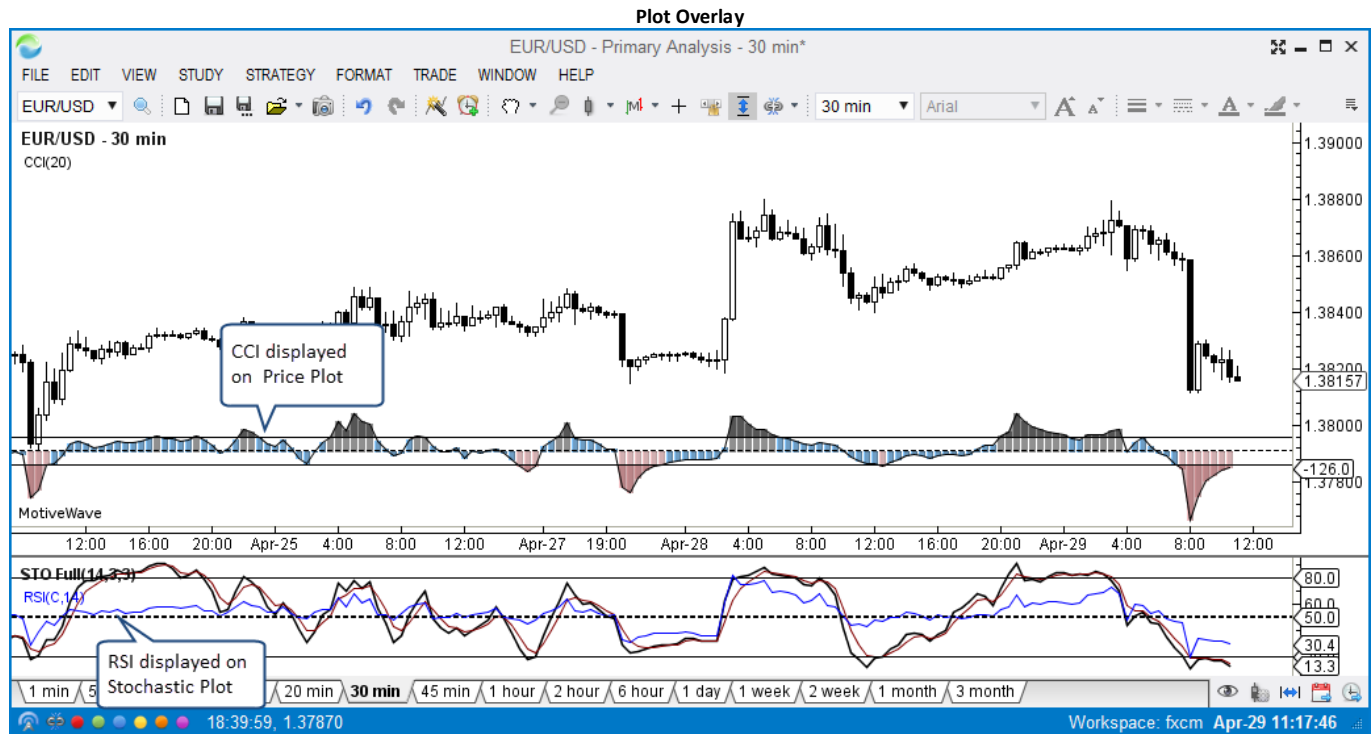 Plot Overlay
EUR/USD - Primary Analysis - 30 min*
FILE EDIT VIEW STUDY STRATEGY FORMAT TRADE WINDOW HELP
EUR/USD 30 min Arial
EUR/USD - 30 min
CCI(20)
1.39000
1.38800
1.38600
1.38400
1.38200
1.38157
1.38000
-126.0
1.37800
CCI displayed
on Price Plot
MotiveWave
12:00 16:00 20:00 Apr-25 4:00 8:00 12:00 Apr-27 19:00 Apr-28 4:00 8:00 12:00 16:00 20:00 Apr-29 4:00 8:00 12:00
STO Full(14,3,3)
RSI(C,14)
80.0
60.0
50.0
30.4
13.3
RSI displayed on
Stochastic Plot
1 min 5 20 min 30 min 45 min 1 hour 2 hour 6 hour 1 day 1 week 2 week 1 month 3 month
18:39:59, 1.37870 Workspace: fxcm Apr-29 11:17:46